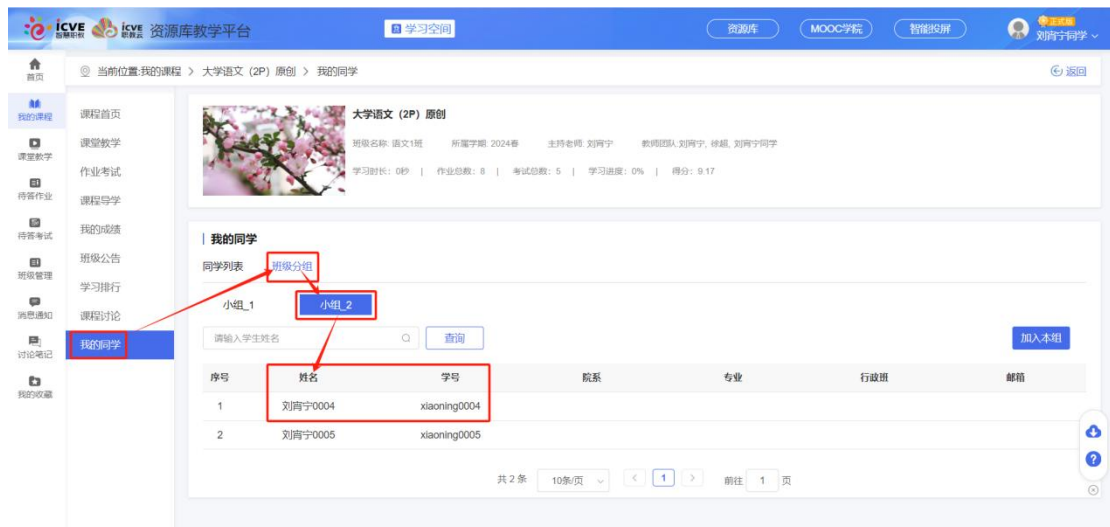 icve 智慧职教 icve 职教云 资源库教学平台 学习空间 资源库 MOOC学院 智能投屏 正式版 刘宵宁同学
首页
当前位置:我的课程 > 大学语文 (2P) 原创 > 我的同学 返回
我的课程
课堂教学
待答作业
待答考试
班级管理
消息通知
讨论笔记
我的收藏
课程首页
课堂教学
作业考试
课程导学
我的成绩
班级公告
学习排行
课程讨论
我的同学
大学语文 (2P) 原创
班级名称: 语文1班 所属学期: 2024春 主持老师: 刘宵宁 教师团队: 刘宵宁, 徐超, 刘宵宁同学
学习时长: 0秒 | 作业总数: 8 | 考试总数: 5 | 学习进度: 0% | 得分: 9.17
我的同学
同学列表 班级分组
小组_1 小组_2
请输入学生姓名 查询 加入本组
序号 姓名 学号 院系 专业 行政班 邮箱
1 刘宵宁0004 xiaoning0004
2 刘宵宁0005 xiaoning0005
共 2 条 10条/页 < 1 > 前往 1 页